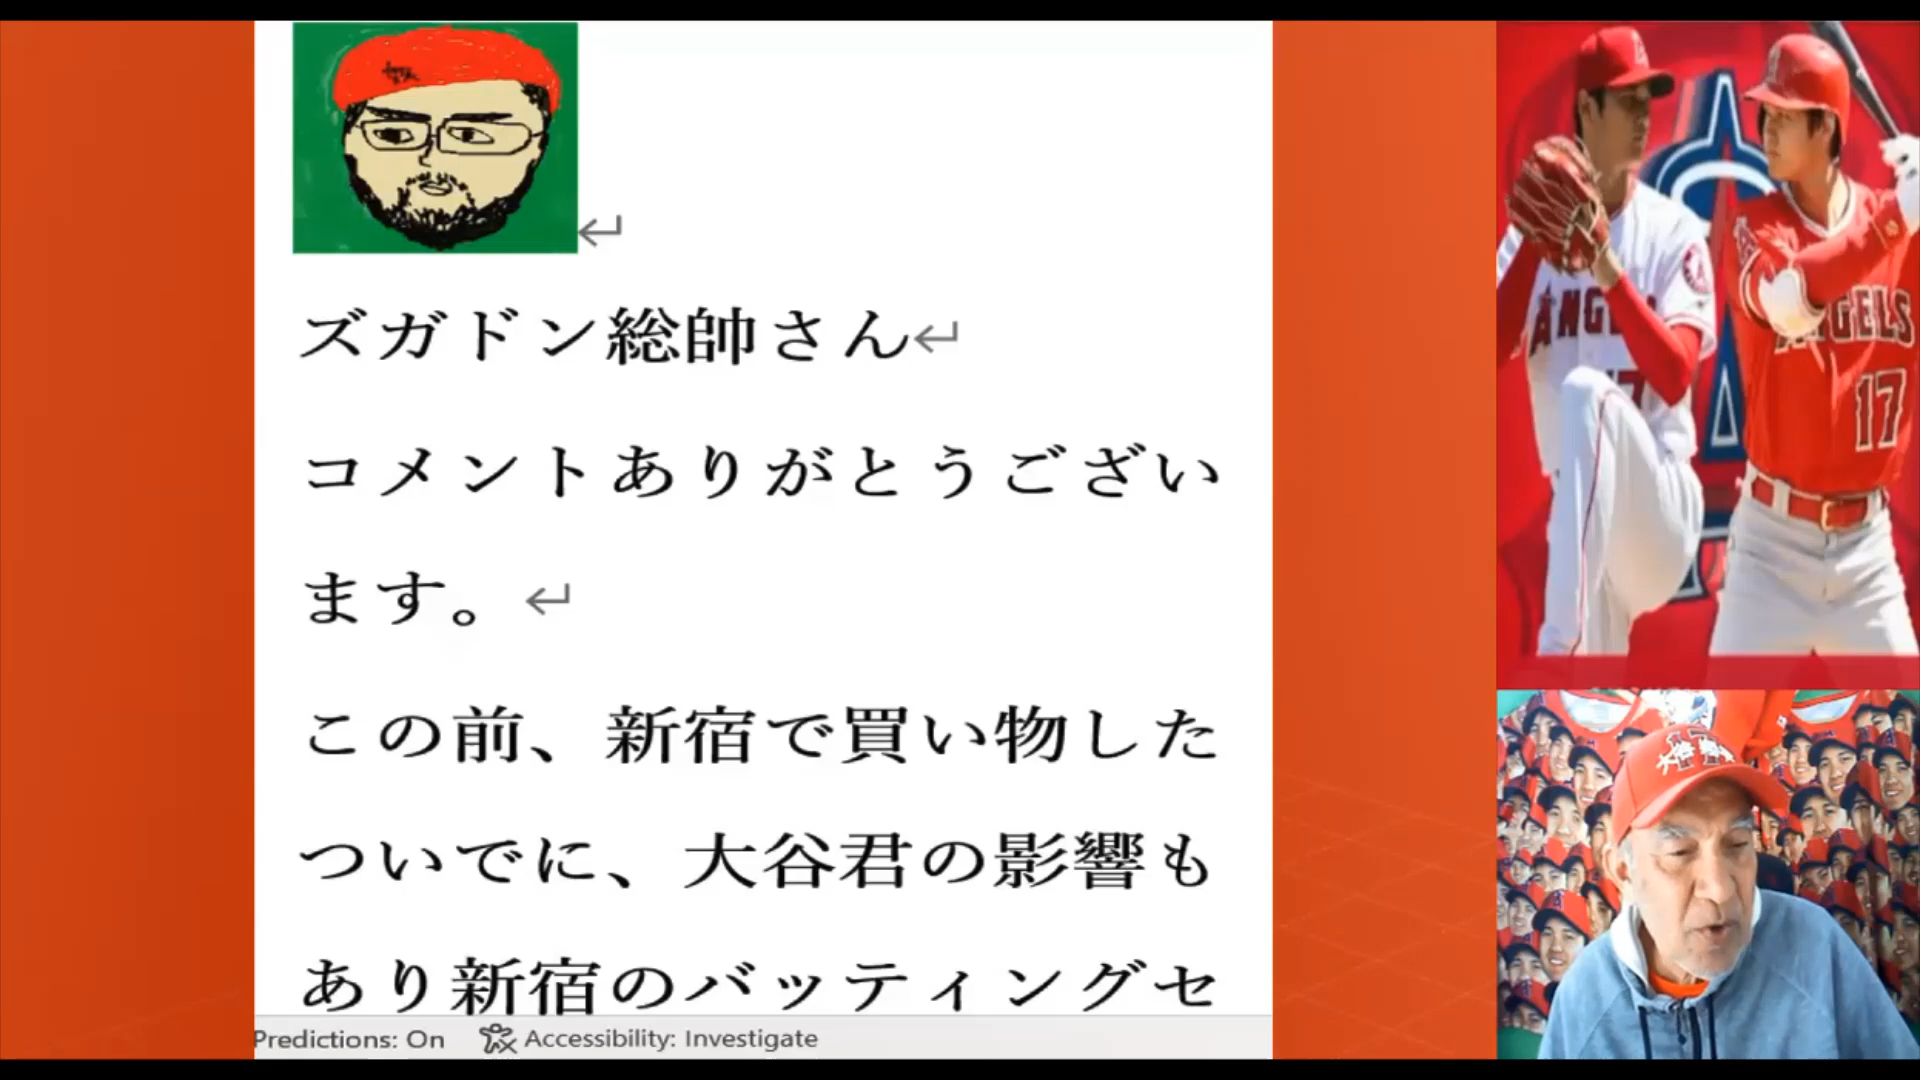 ズガドン総帥さん
コメントありがとうござい
ます。
この前、新宿で買い物した
ついでに、大谷君の影響も
あり新宿のバッティングセ
Predictions: On Accessibility: Investigate
ANGELS
17